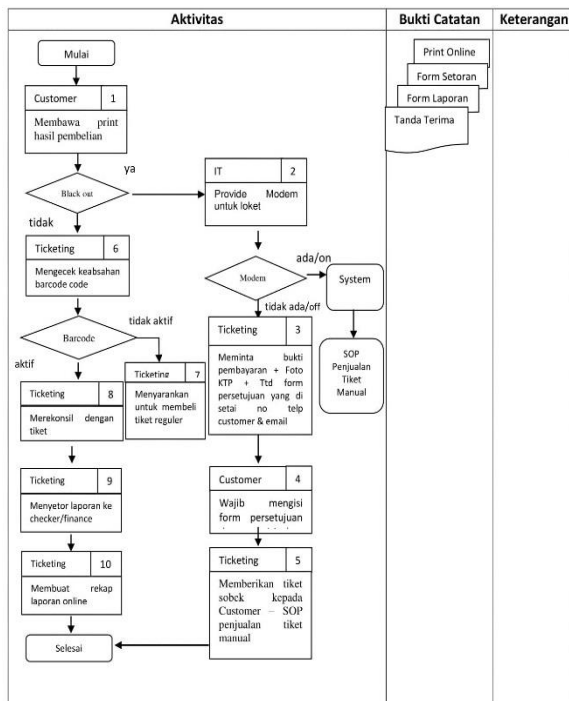 Aktivitas
Bukti Catatan
Keterangan
Mulai
Customer 1
Membawa print
hasil pembelian
Black out
ya
tidak
IT 2
Provide Modem
untuk loket
Ticketing 6
Mengecek keabsahan
barcode code
Modem
ada/on
System
tidak ada/off
SOP
Penjualan
Tiket
Manual
Barcode
tidak aktif
aktif
Ticketing 7
Menyarankan
untuk membeli
tiket reguler
Ticketing 3
Meminta bukti
pembayaran + Foto
KTP + Ttd form
persetujuan yang di
setai no telp
customer & email
Ticketing 8
Merekonsil dengan
tiket
Customer 4
Wajib mengisi
form persetujuan
Ticketing 9
Menyetor laporan ke
checker/finance
Ticketing 5
Memberikan tiket
sobek kepada
Customer – SOP
penjualan tiket
manual
Ticketing 10
Membuat rekap
laporan online
Selesai
Print Online
Form Setoran
Form Laporan
Tanda Terima